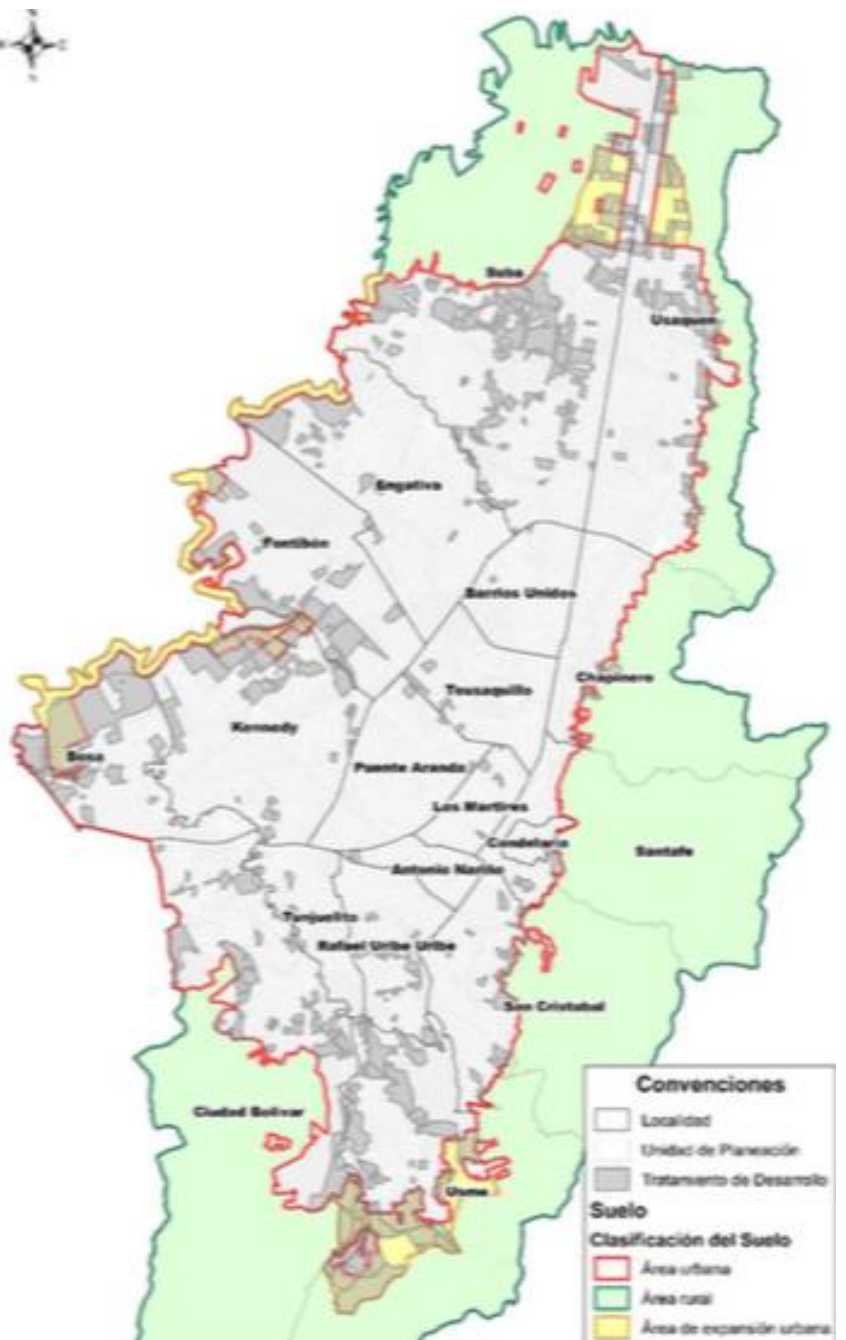 Suba
Usaquen
Engativa
Fontibón
Barrios Unidos
Chapinero
Teusaquillo
Kennedy
Bosa
Puente Aranda
Los Martires
Candelaria
Santafe
Antonio Nariño
Tunjuelito
Rafael Uribe Uribe
San Cristobal
Ciudad Bolivar
Usme
Convenciones
Localidad
Unidad de Planeación
Tratamiento de Desarrollo
Suelo
Clasificación del Suelo
Área urbana
Área rural
Área de expansión urbana